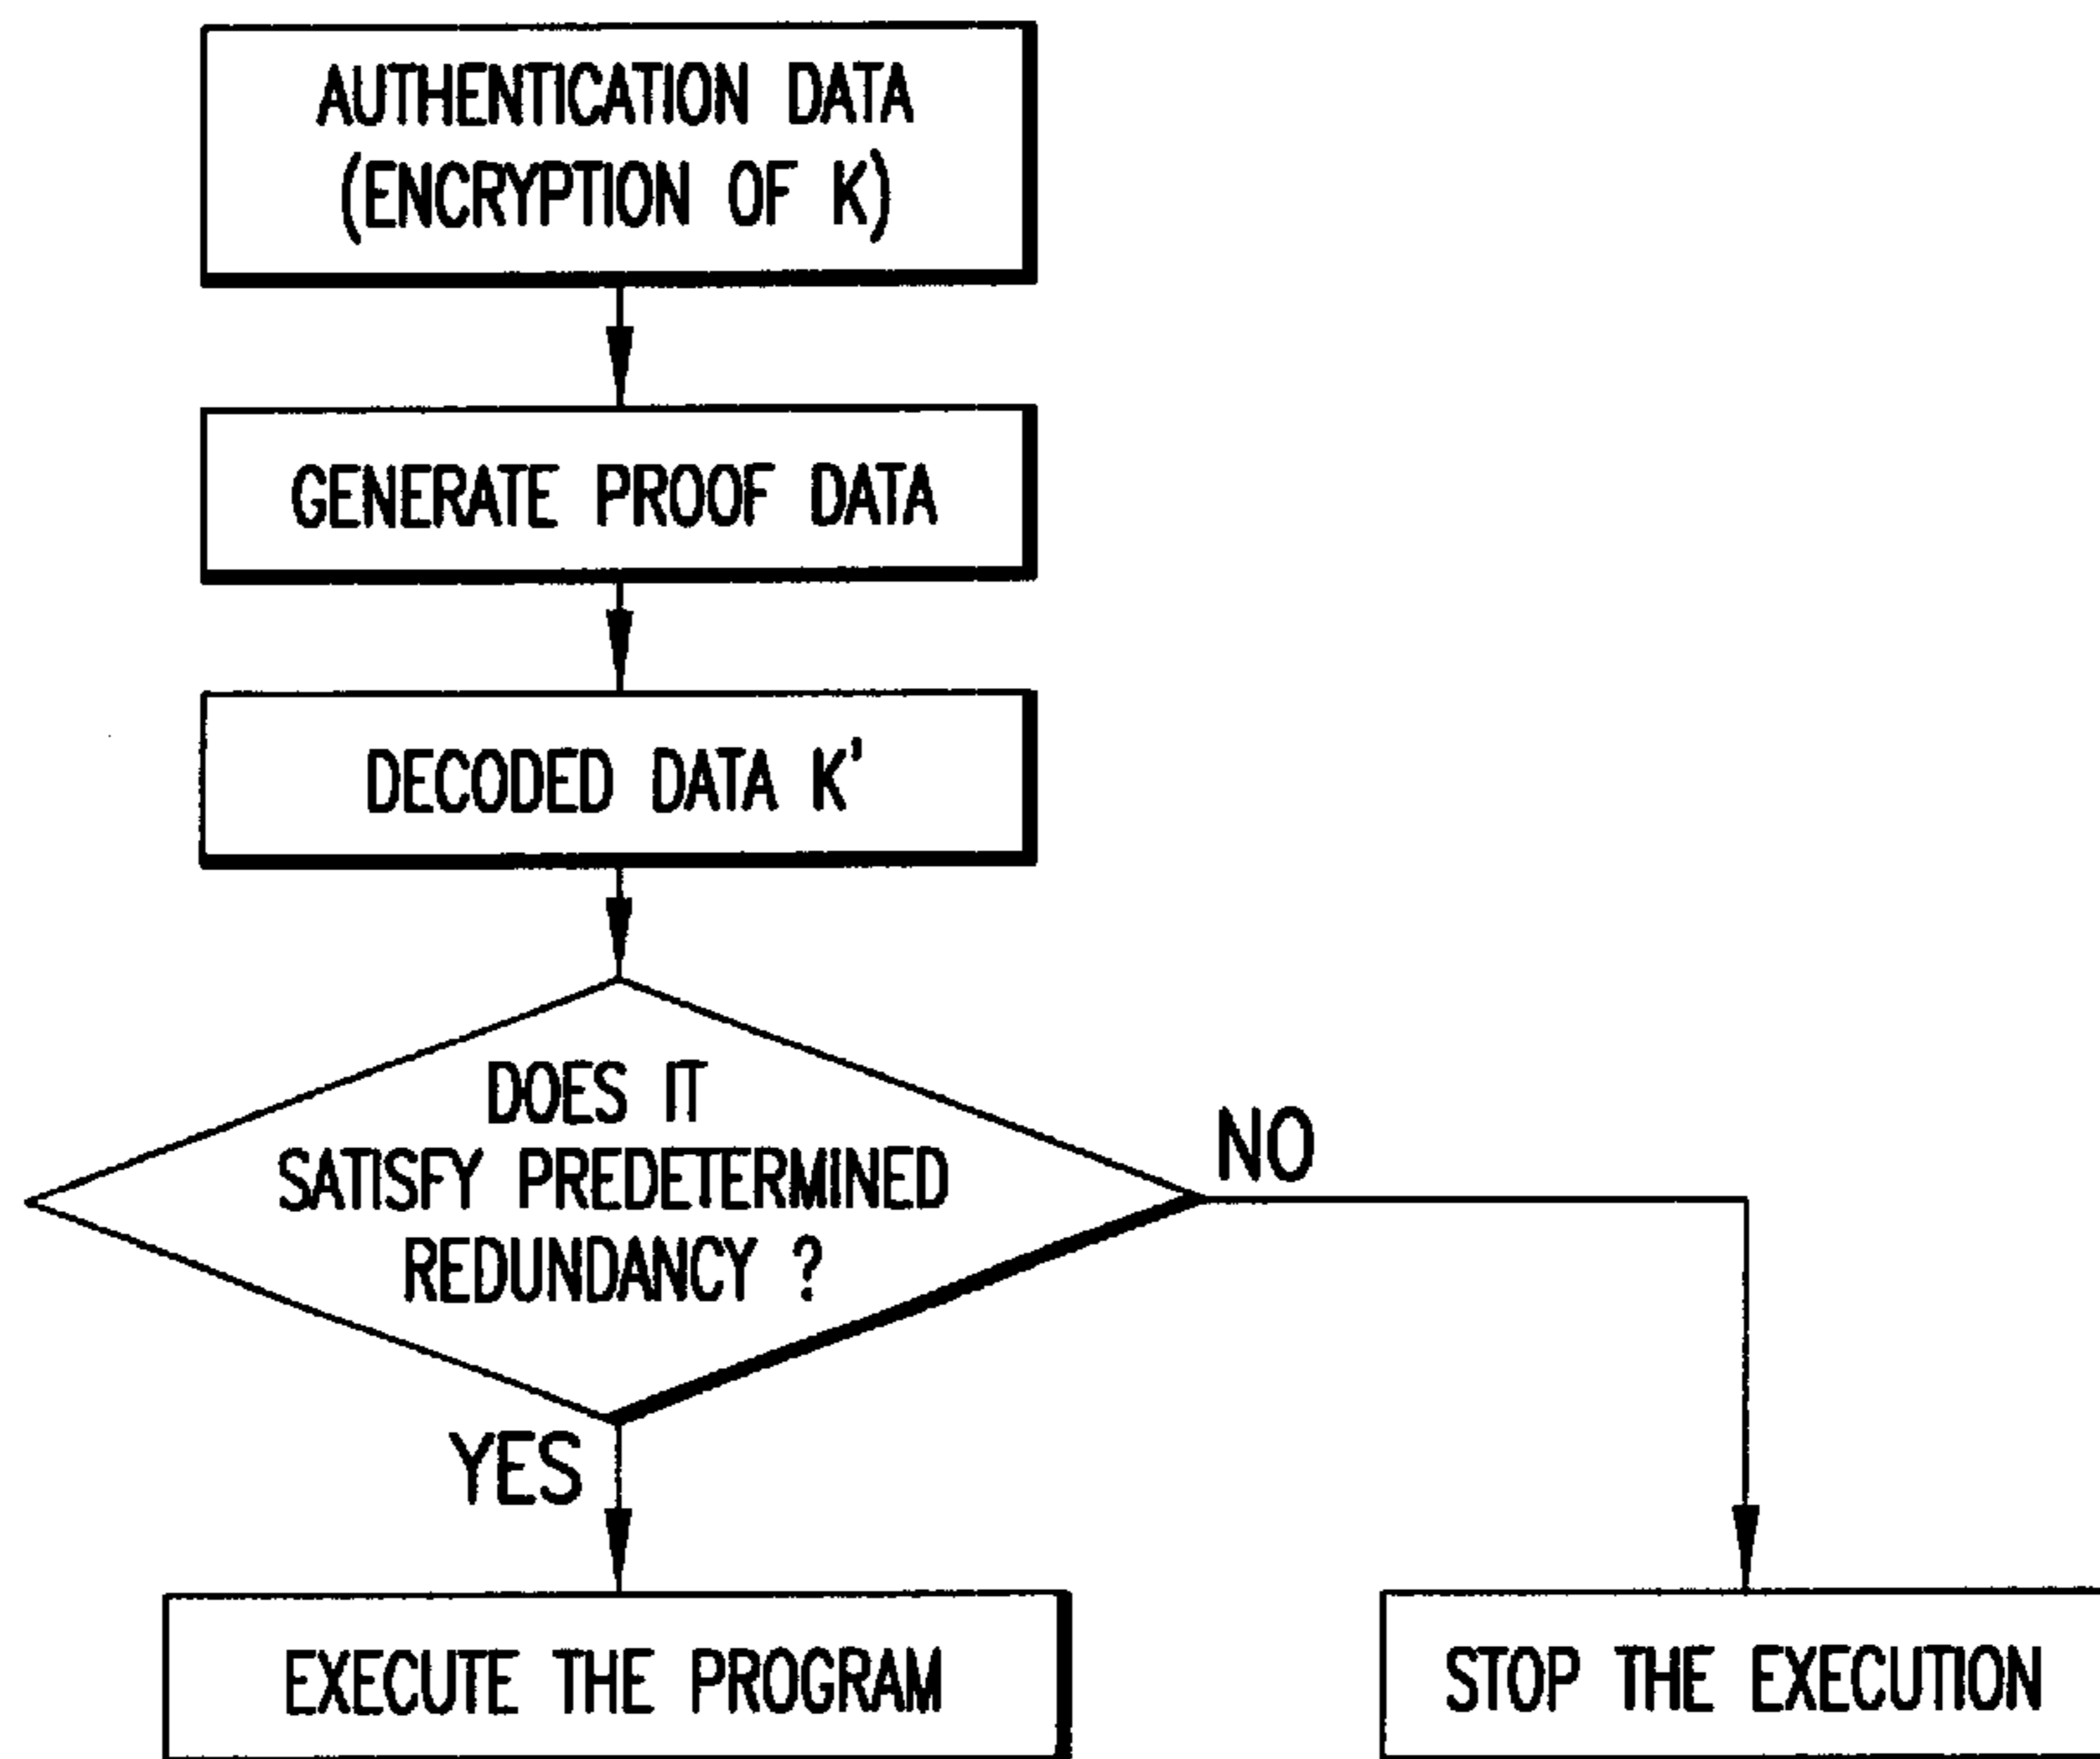 AUTHENTICATION DATA
(ENCRYPTION OF K)
GENERATE PROOF DATA
DECODED DATA K'
DOES IT
SATISFY PREDETERMINED
REDUNDANCY ?
NO
YES
EXECUTE THE PROGRAM
STOP THE EXECUTION